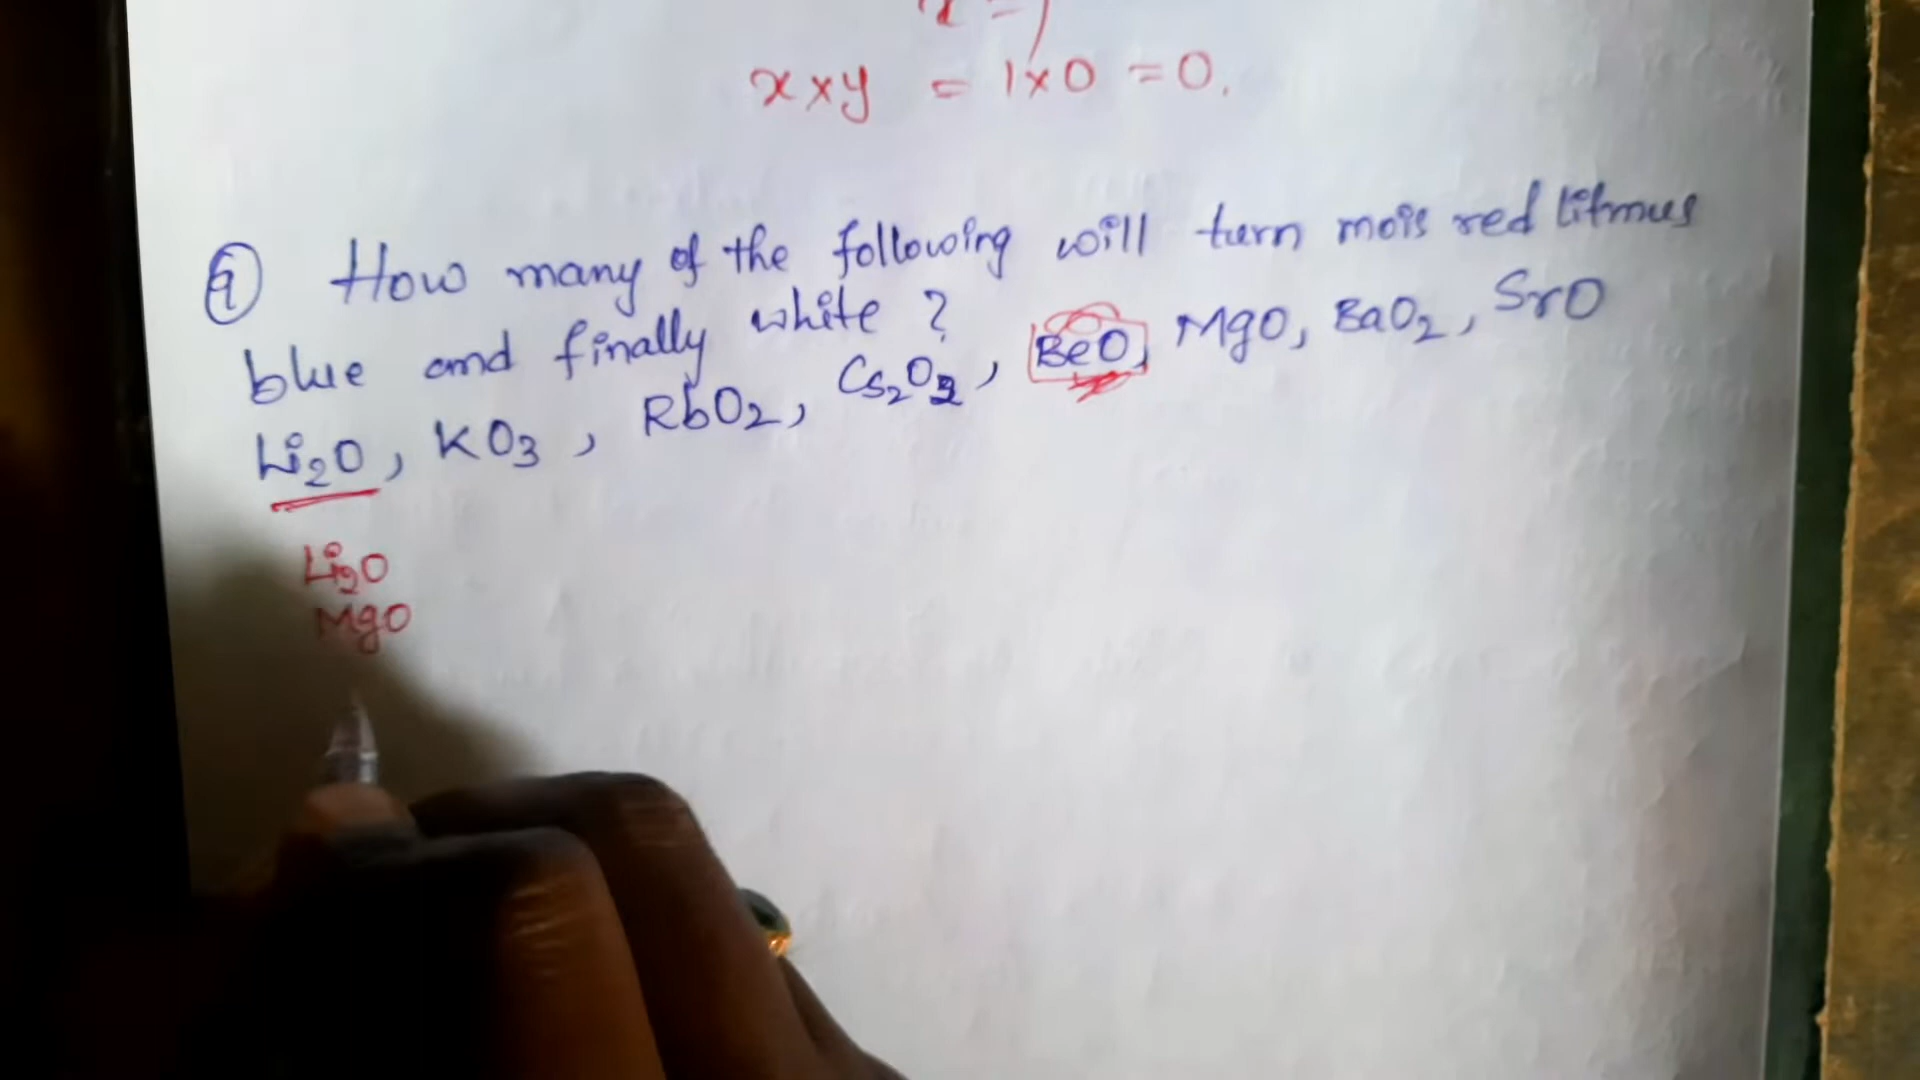 x×y = 1×0 = 0.
9 How many of the following will turn mois red litmus
blue and finally white?
Li₂O, KO₃, RbO₂, Cs₂O₂, BeO, MgO, BaO₂, SrO
Li₂O
MgO